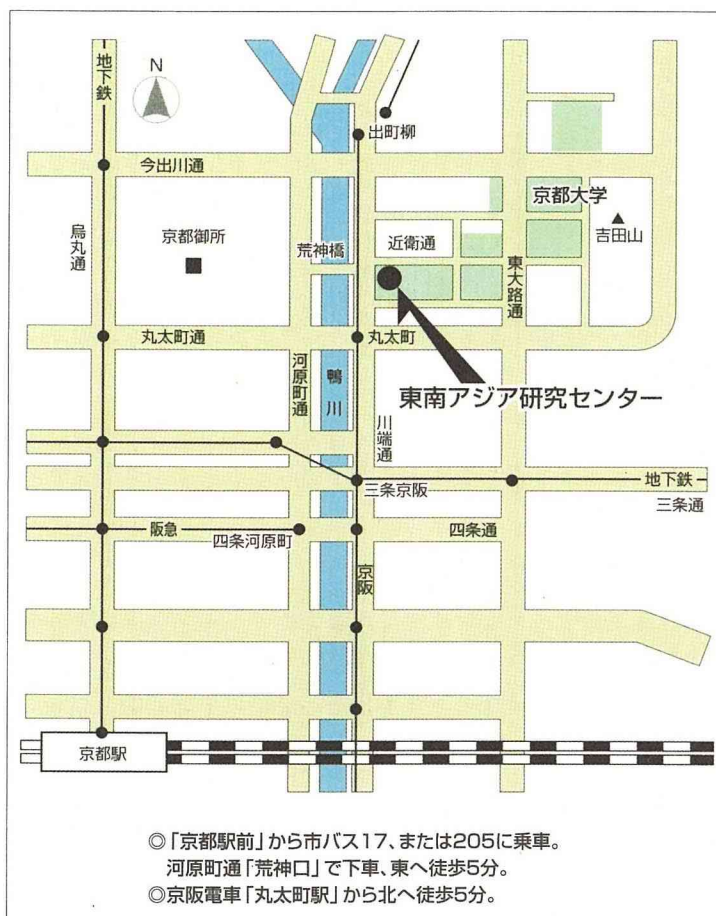 地下鉄
N
出町柳
今出川通
京都大学
烏丸通
京都御所
荒神橋
近衛通
吉田山
東大路通
丸太町通
丸太町
河原町通
鴨川
東南アジア研究センター
川端通
三条京阪
地下鉄
三条通
阪急
四条河原町
四条通
京阪
京都駅
◎「京都駅前」から市バス17、または205に乗車。
河原町通「荒神口」で下車、東へ徒歩5分。
◎京阪電車「丸太町駅」から北へ徒歩5分。